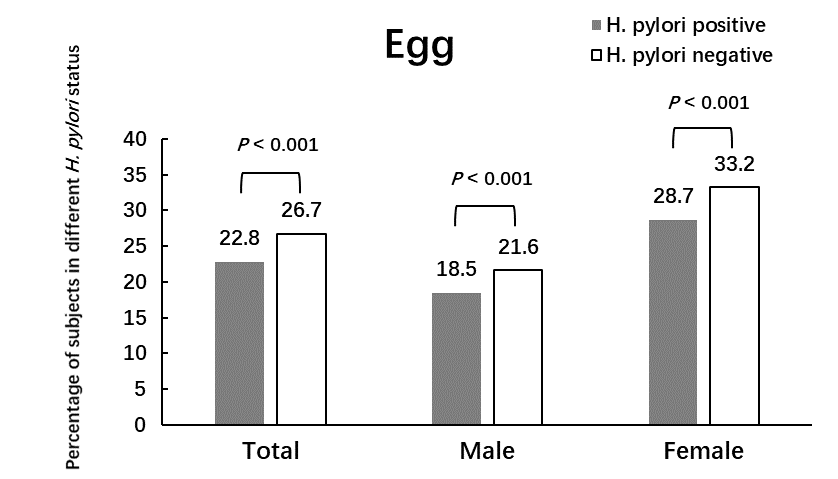 Egg
H. pylori positive
H. pylori negative
Percentage of subjects in different H. pylori status
40
35
30
25
20
15
10
5
0
P < 0.001
22.8
26.7
P < 0.001
18.5
21.6
P < 0.001
28.7
33.2
Total
Male
Female